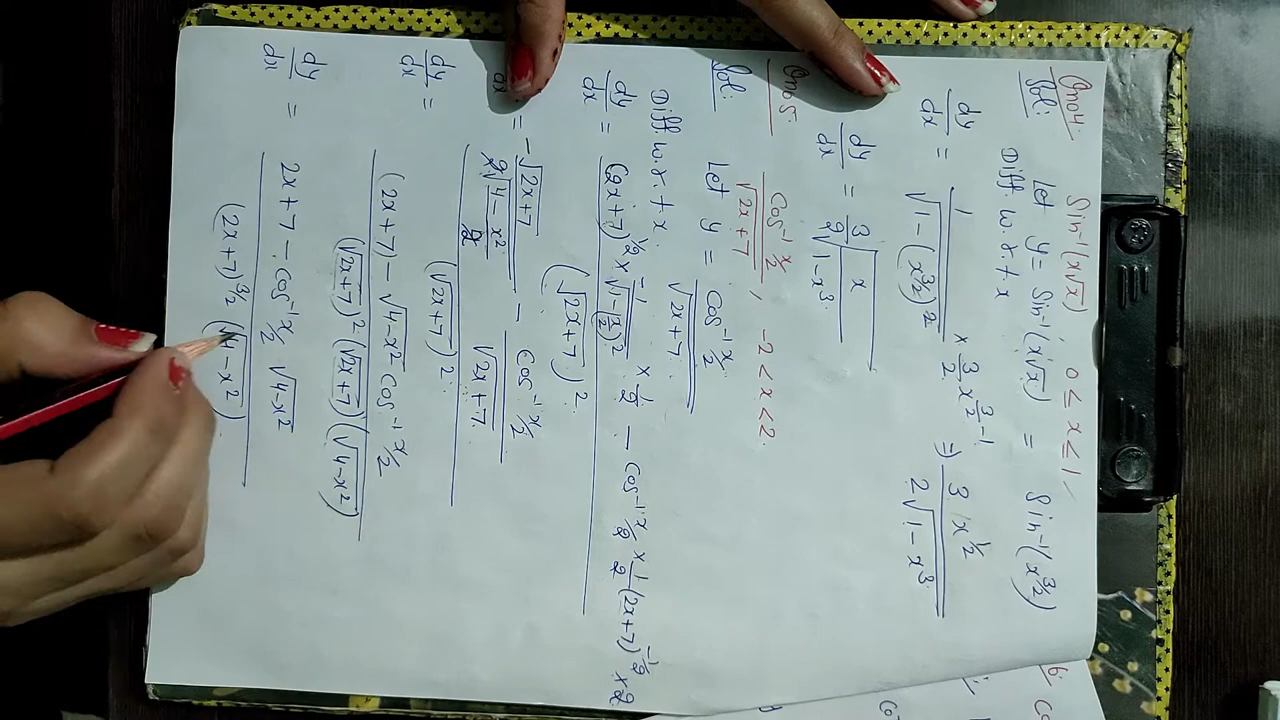 Qno4. Sin⁻¹(x√x) 0 ≤ x ≤ 1
Sol: Let y = Sin⁻¹(x√x) = Sin⁻¹(x^3/2)
Diff w.r.t x
dy/dx = 1/√(1-(x^3/2)²) × 3/2 x^(3/2-1) ⇒ 3x^1/2 / 2√(1-x³)
dy/dx = 3/2 √(x/(1-x³))
Qno5. Cos⁻¹ x/2 / √(2x+7), -2<x<2.
Sol: Let y = Cos⁻¹ x/2 / √(2x+7)
Diff w.r.t x.
dy/dx = (2x+7)^1/2 × -1/√(1-(x/2)²) × 1/2 - Cos⁻¹ x/2 × 1/2 (2x+7)^-1/2 × 2 / (√(2x+7))²
dx = -√(2x+7) / 2√((4-x²)/2) - Cos⁻¹ x/2 / √(2x+7) / (√(2x+7))²
dy/dx = (2x+7) - √(4-x²) Cos⁻¹ x/2 / (√(2x+7))² (√(2x+7)) (√(4-x²))
dy/dx = 2x+7 - Cos⁻¹ x/2 √(4-x²) / (2x+7)^3/2 (√(4-x²))